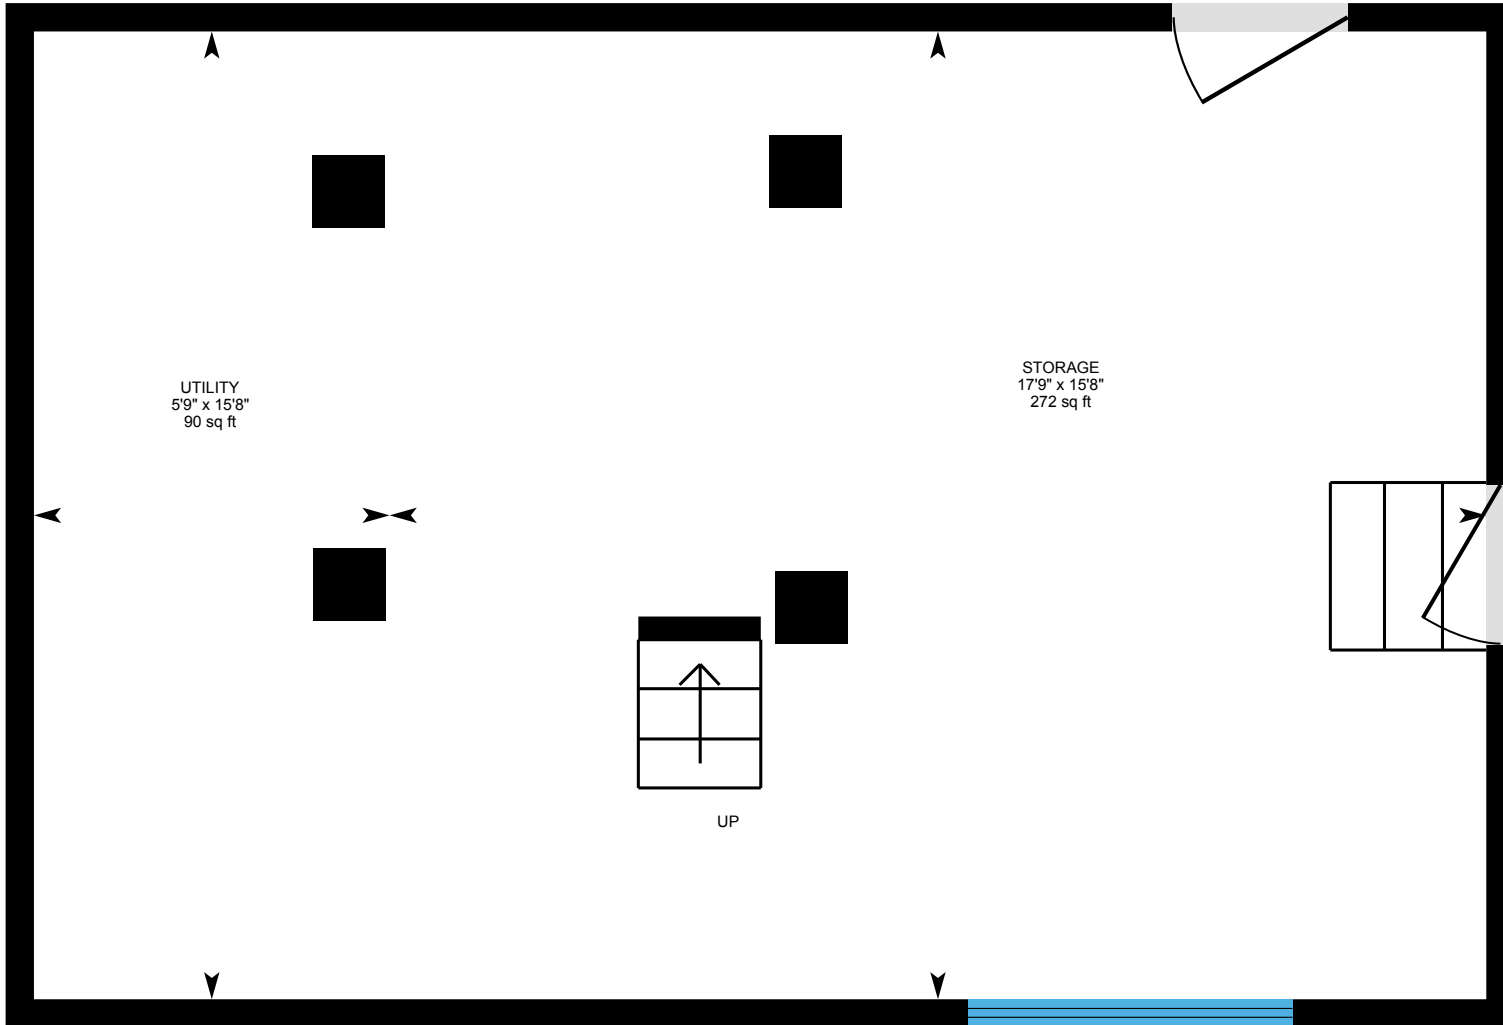 UTILITY
5'9" x 15'8"
90 sq ft
STORAGE
17'9" x 15'8"
272 sq ft
UP